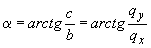 α = arctg c/b = arctg q_y/q_x